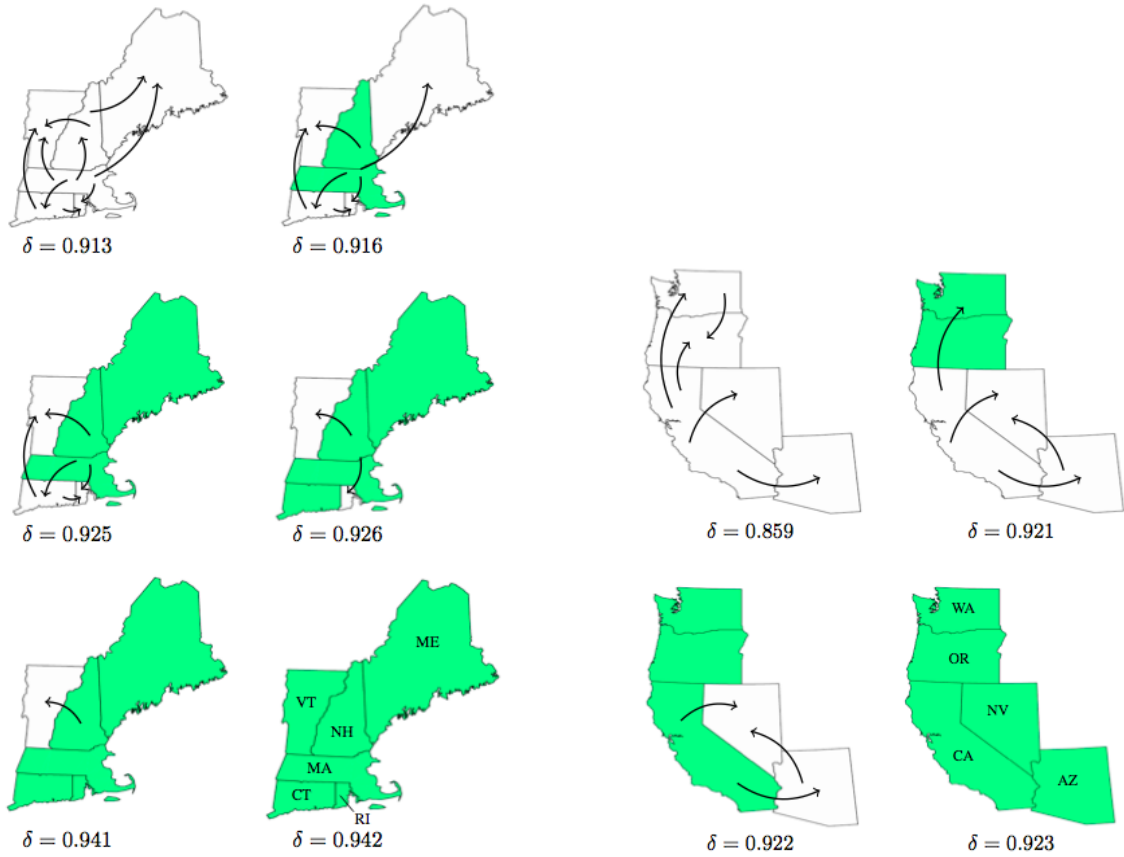 δ = 0.913
δ = 0.916
δ = 0.925
δ = 0.926
δ = 0.859
δ = 0.921
ME
VT
NH
MA
CT
RI
δ = 0.941
δ = 0.942
WA
OR
NV
CA
AZ
δ = 0.922
δ = 0.923